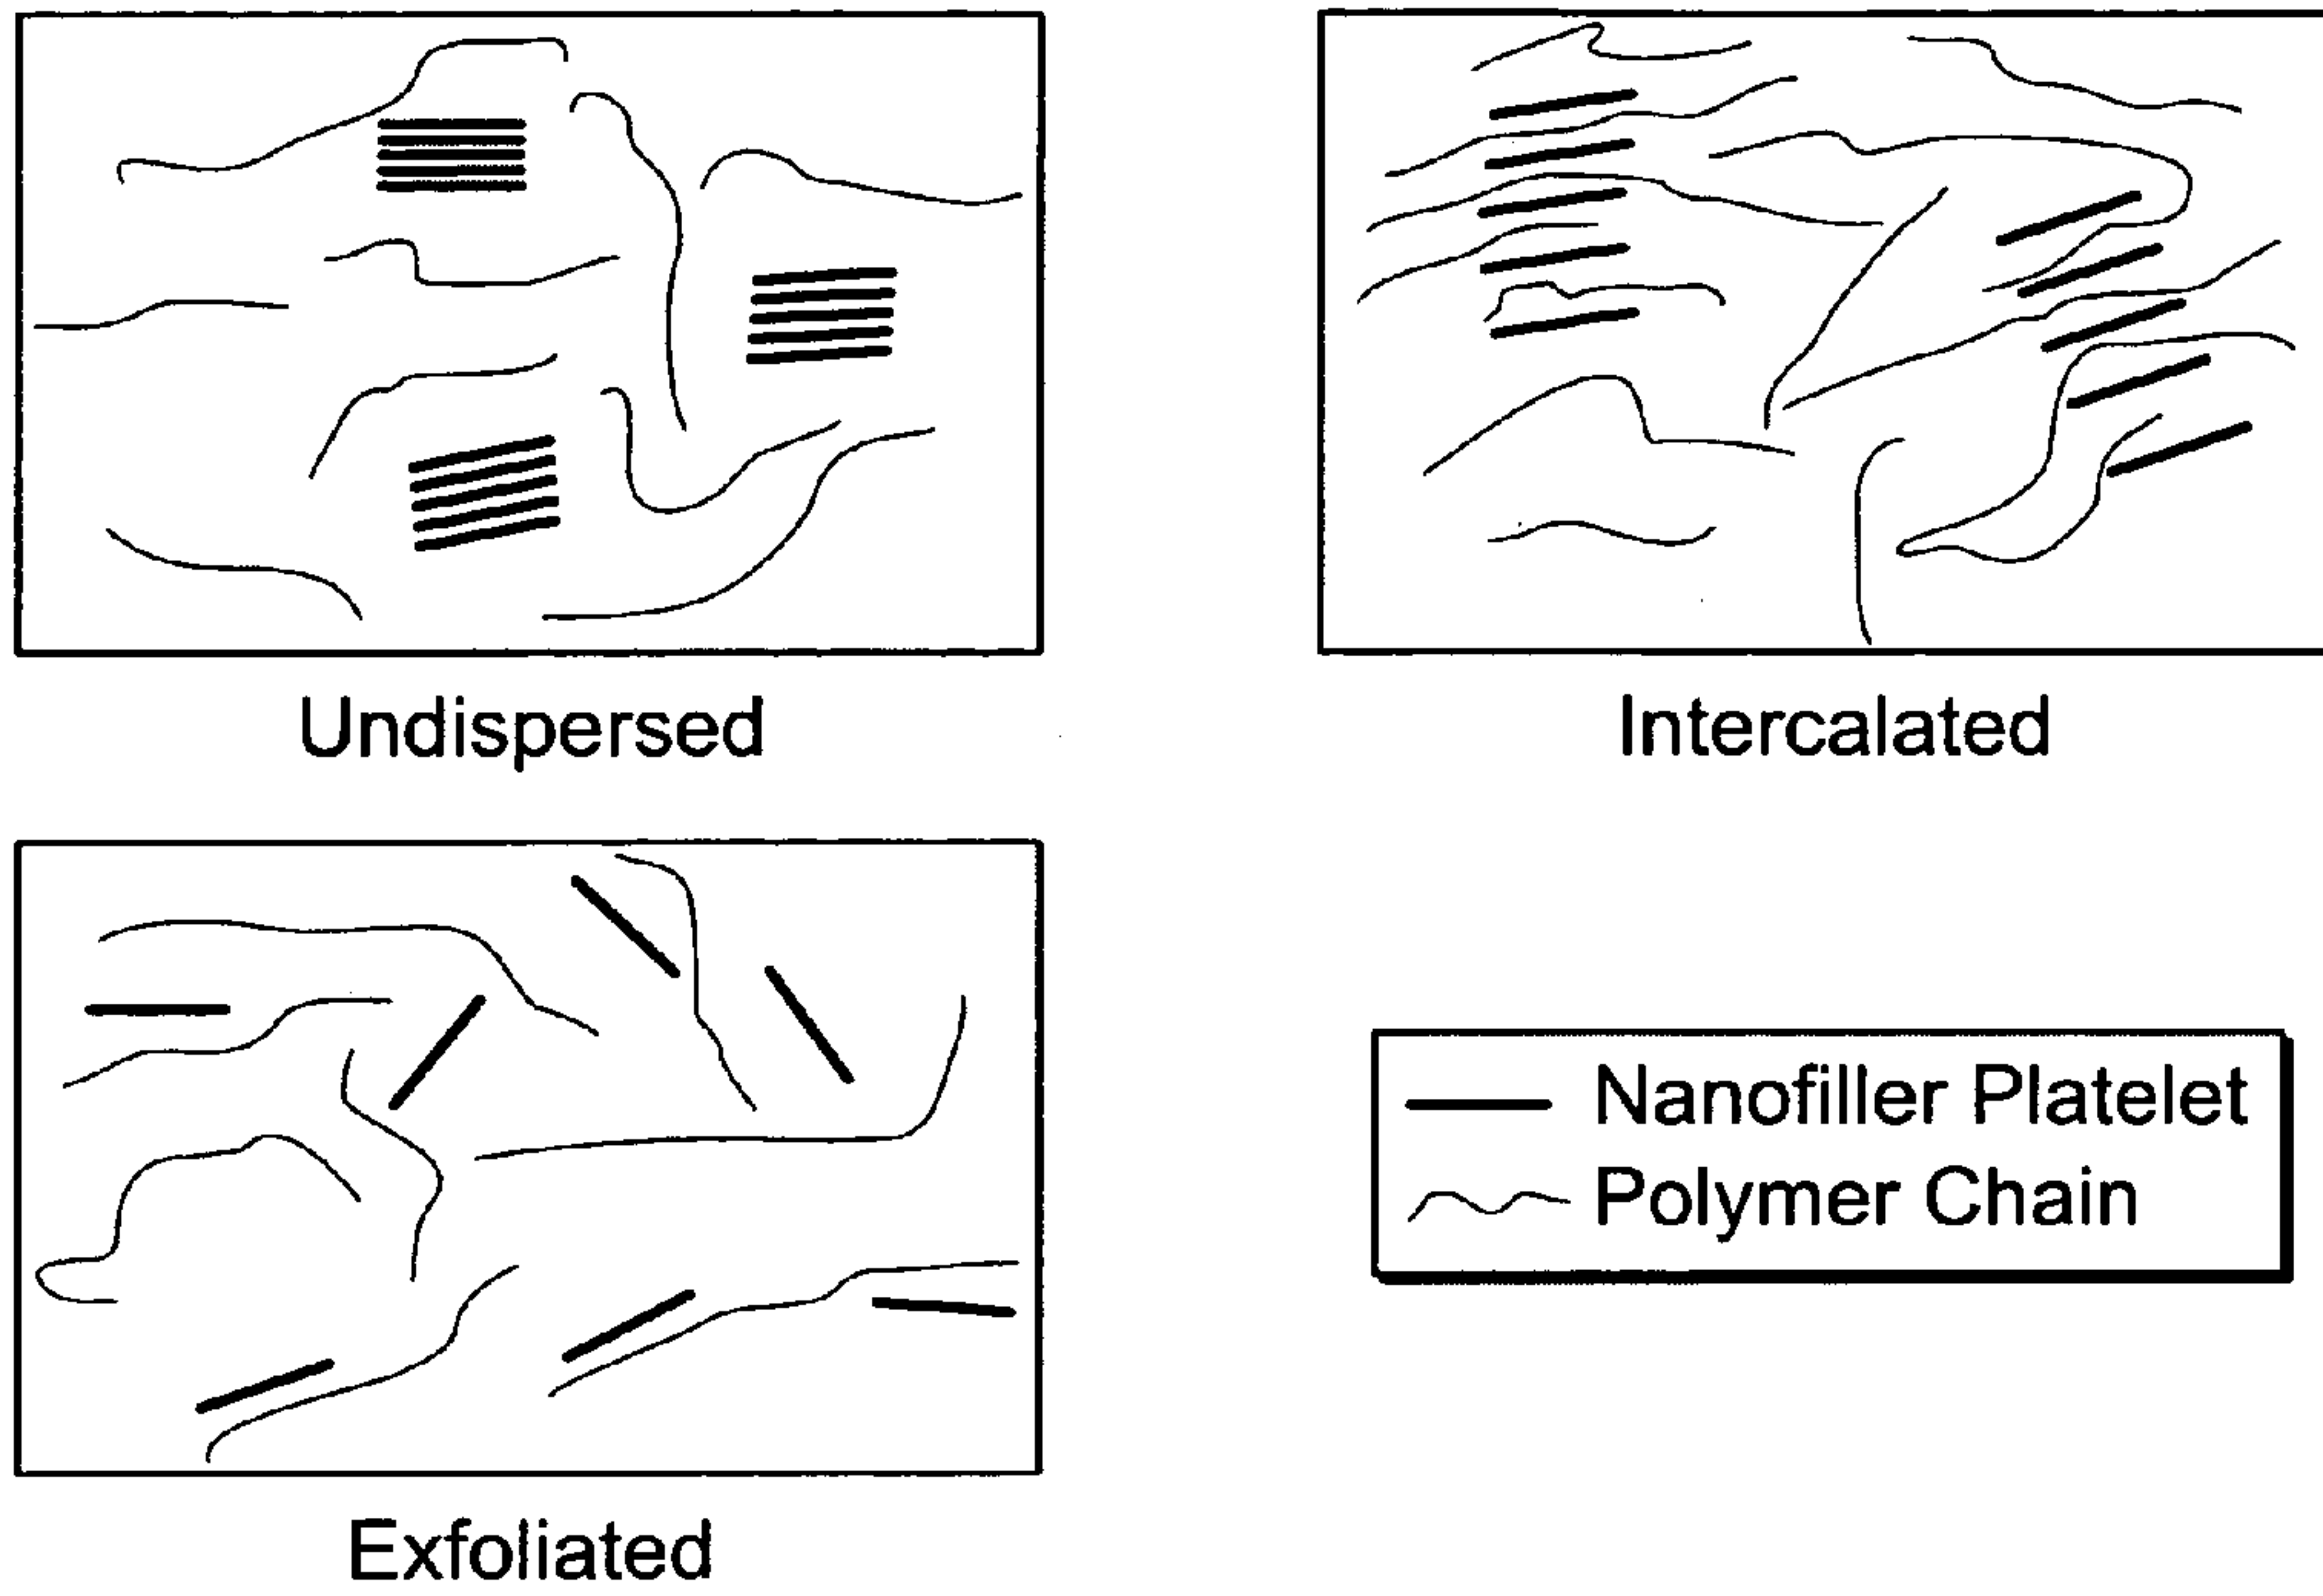 Undispersed
Intercalated
Exfoliated
Nanofiller Platelet
Polymer Chain